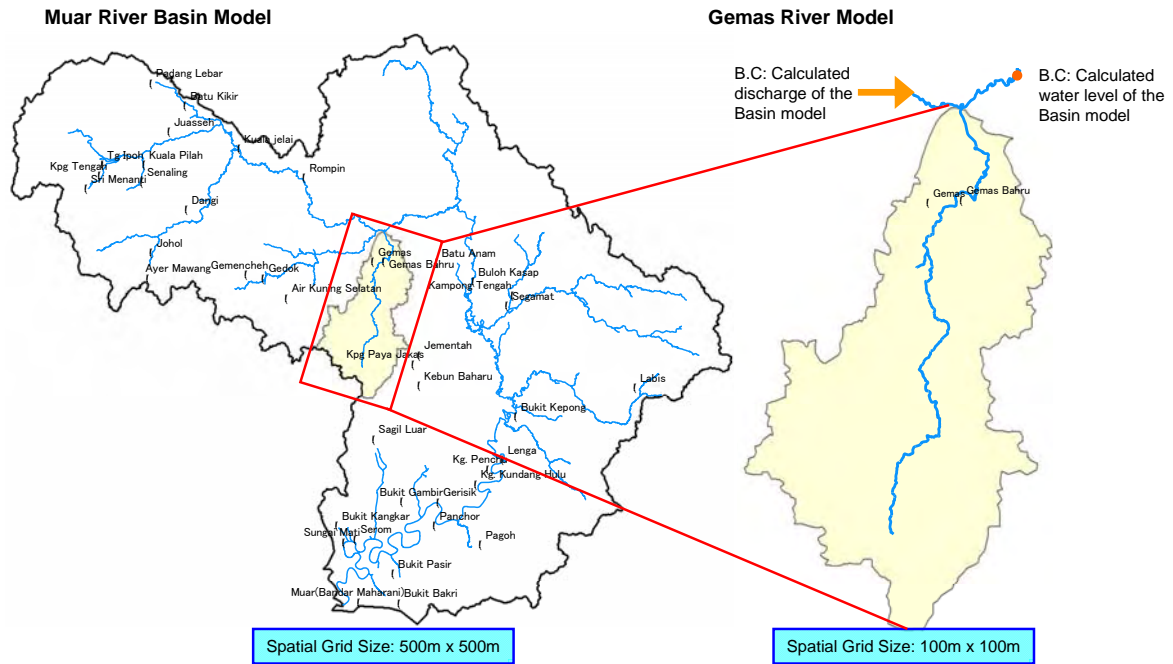 Muar River Basin Model
Gemas River Model
B.C: Calculated
discharge of the
Basin model
B.C: Calculated
water level of the
Basin model
Padang Lebar
Batu Kikir
Juasseh
Kuala jelai
Tg Ipoh
Kuala Pilah
Kpg Tengah
Senaling
Sri Menanti
Rompin
Dangi
Johol
Ayer Mawang
Gemencheh
Gedok
Air Kuning Selatan
Gemas
Gemas Bahru
Batu Anam
Buloh Kasap
Kampong Tengah
Segamat
Kpg Paya Jakas
Jementah
Kebun Baharu
Labis
Bukit Kepong
Sagil Luar
Lenga
Kg. Penchu
Kg. Kundang Hulu
Bukit Gambir
Gerisik
Bukit Kangkar
Panchor
Sungai Mati
Serom
Pagoh
Bukit Pasir
Muar(Bandar Maharani)
Bukit Bakri
Gemas
Gemas Bahru
Spatial Grid Size: 500m x 500m
Spatial Grid Size: 100m x 100m